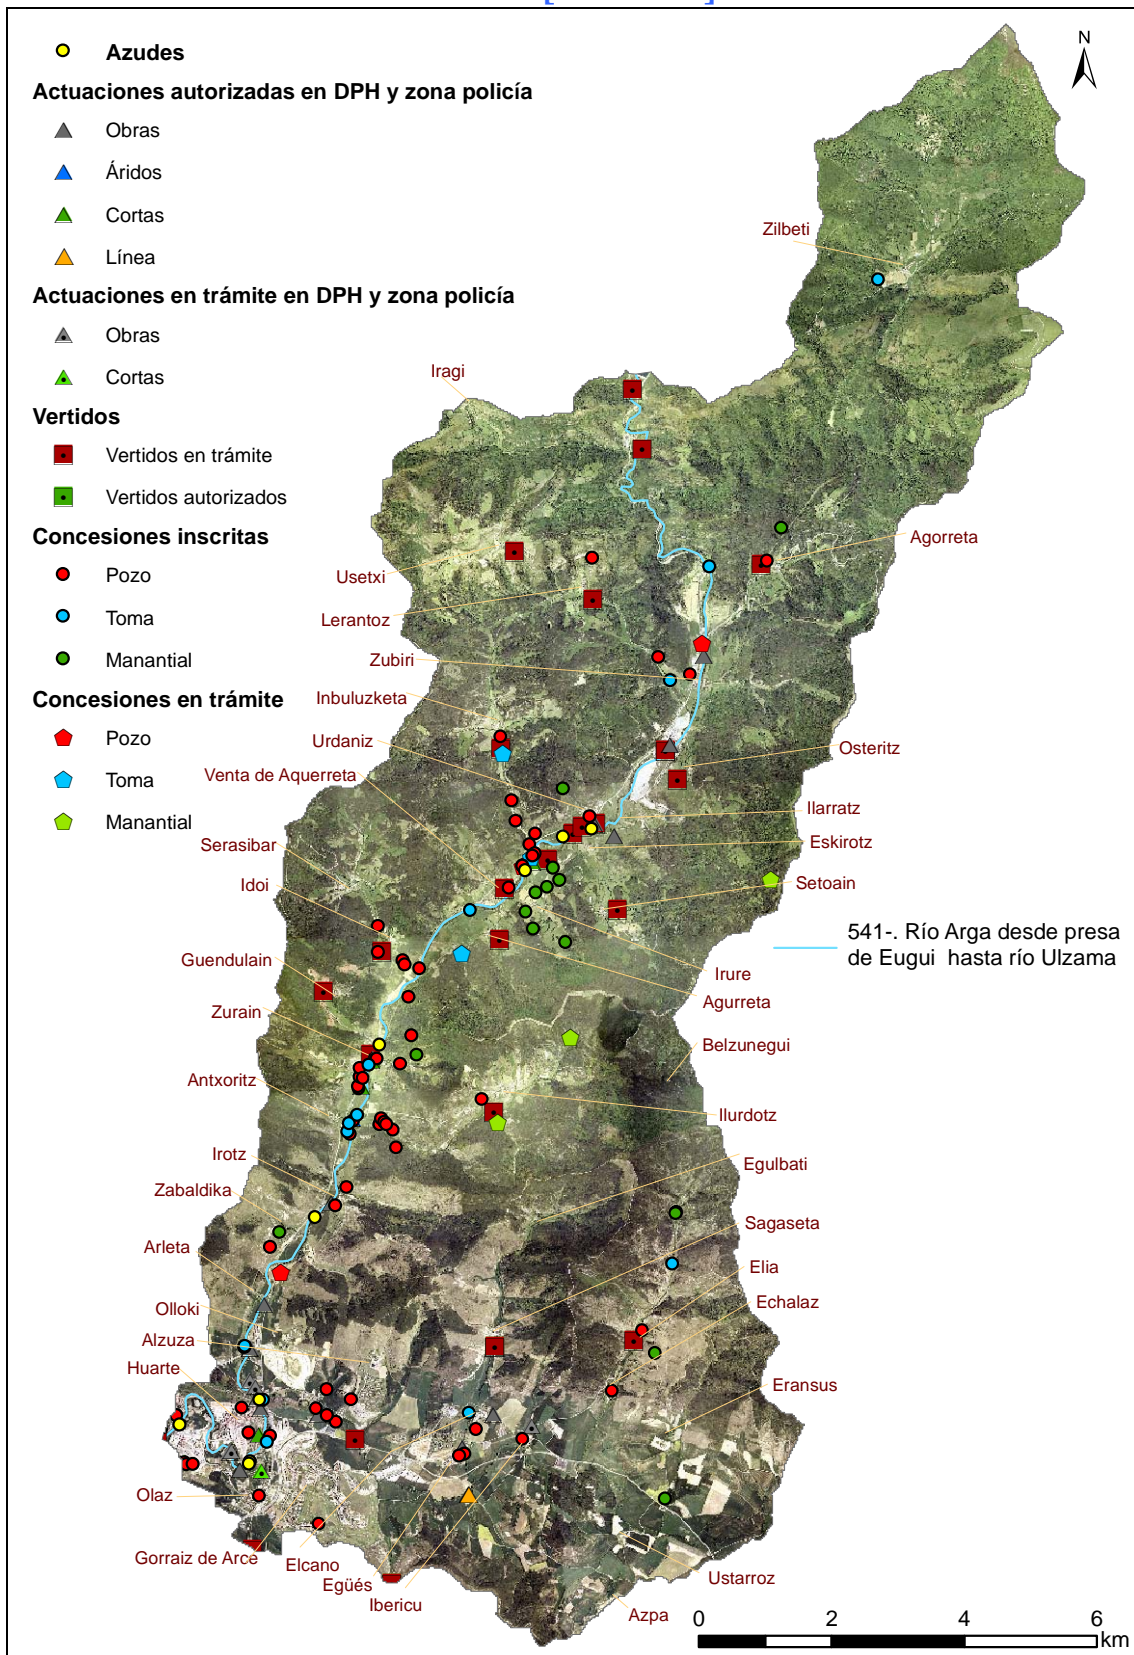 N
Azudes
Actuaciones autorizadas en DPH y zona policía
Obras
Áridos
Cortas
Línea
Actuaciones en trámite en DPH y zona policía
Obras
Cortas
Vertidos
Vertidos en trámite
Vertidos autorizados
Concesiones inscritas
Pozo
Toma
Manantial
Concesiones en trámite
Pozo
Toma
Manantial
Zilbeti
Iragi
Agorreta
Usetxi
Lerantoz
Zubiri
Inbuluzketa
Urdaniz
Osteritz
Venta de Aquerreta
Ilarratz
Serasibar
Eskirotz
Idoi
Setoain
541-. Río Arga desde presa
de Eugui hasta río Ulzama
Guendulain
Irure
Agurreta
Zurain
Belzunegui
Antxoritz
Ilurdotz
Irotz
Egulbati
Zabaldika
Sagaseta
Arleta
Elia
Echalaz
Olloki
Alzuza
Huarte
Eransus
Olaz
Gorraiz de Arce
Elcano
Egüés
Ibericu
Ustarroz
Azpa
0 2 4 6
km